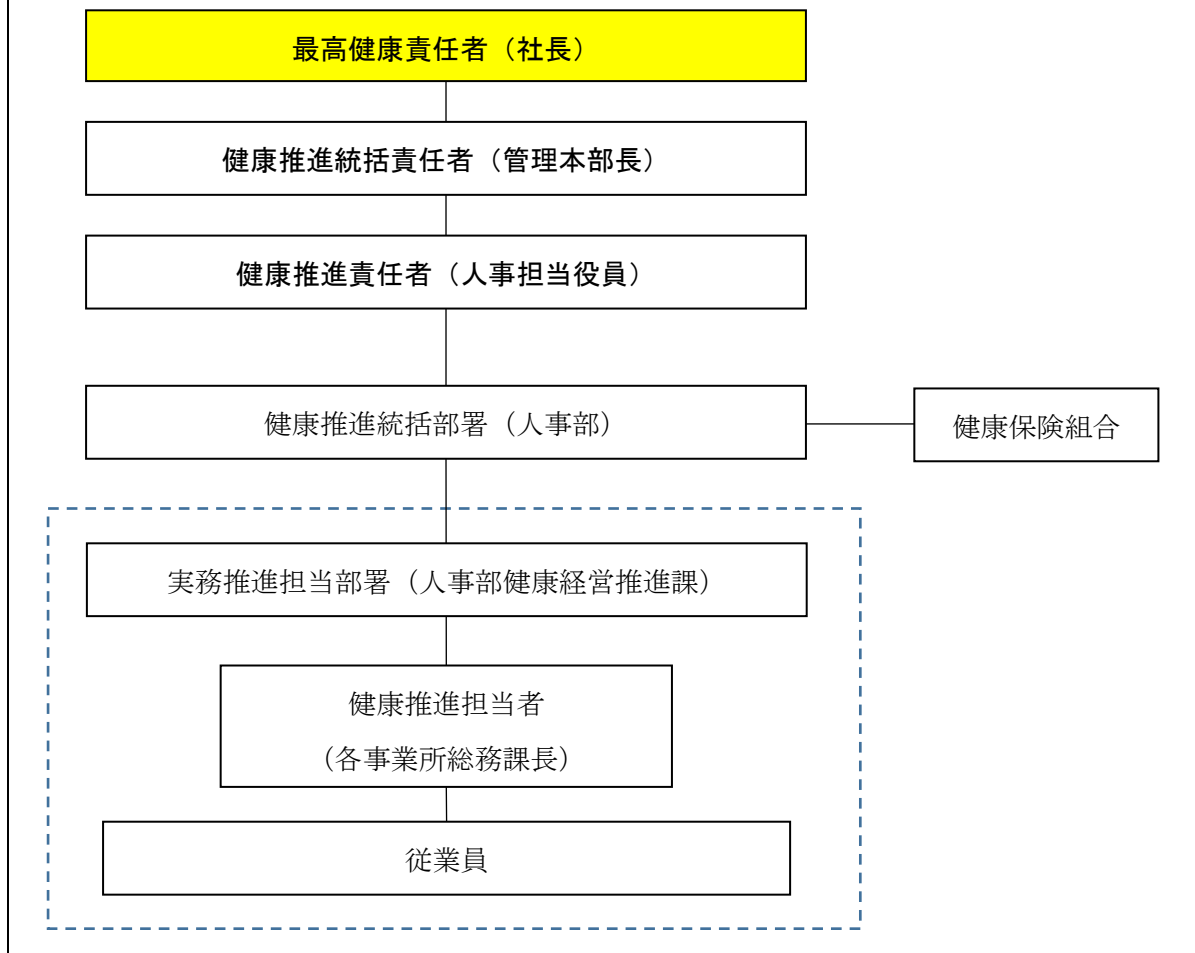 最高健康責任者（社長）
健康推進統括責任者（管理本部長）
健康推進責任者（人事担当役員）
健康推進統括部署（人事部）
健康保険組合
実務推進担当部署（人事部健康経営推進課）
健康推進担当者
（各事業所総務課長）
従業員